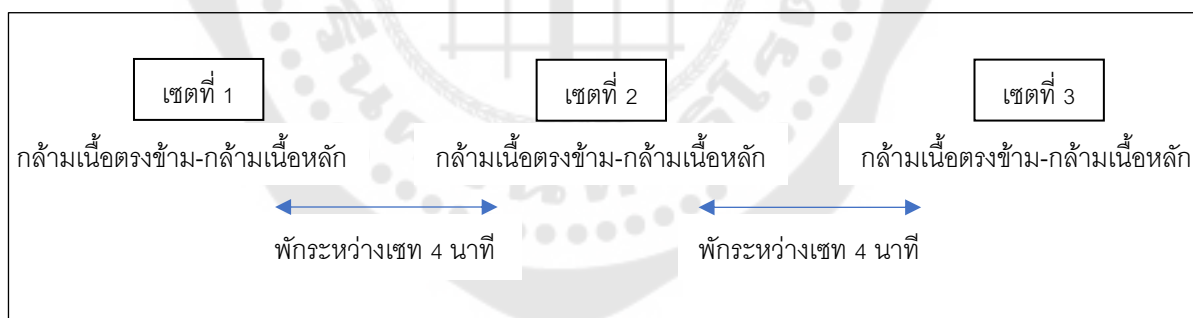 เซตที่ 1 เซตที่ 2 เซตที่ 3
กล้ามเนื้อตรงข้าม-กล้ามเนื้อหลัก กล้ามเนื้อตรงข้าม-กล้ามเนื้อหลัก กล้ามเนื้อตรงข้าม-กล้ามเนื้อหลัก
พักระหว่างเซท 4 นาที พักระหว่างเซท 4 นาที